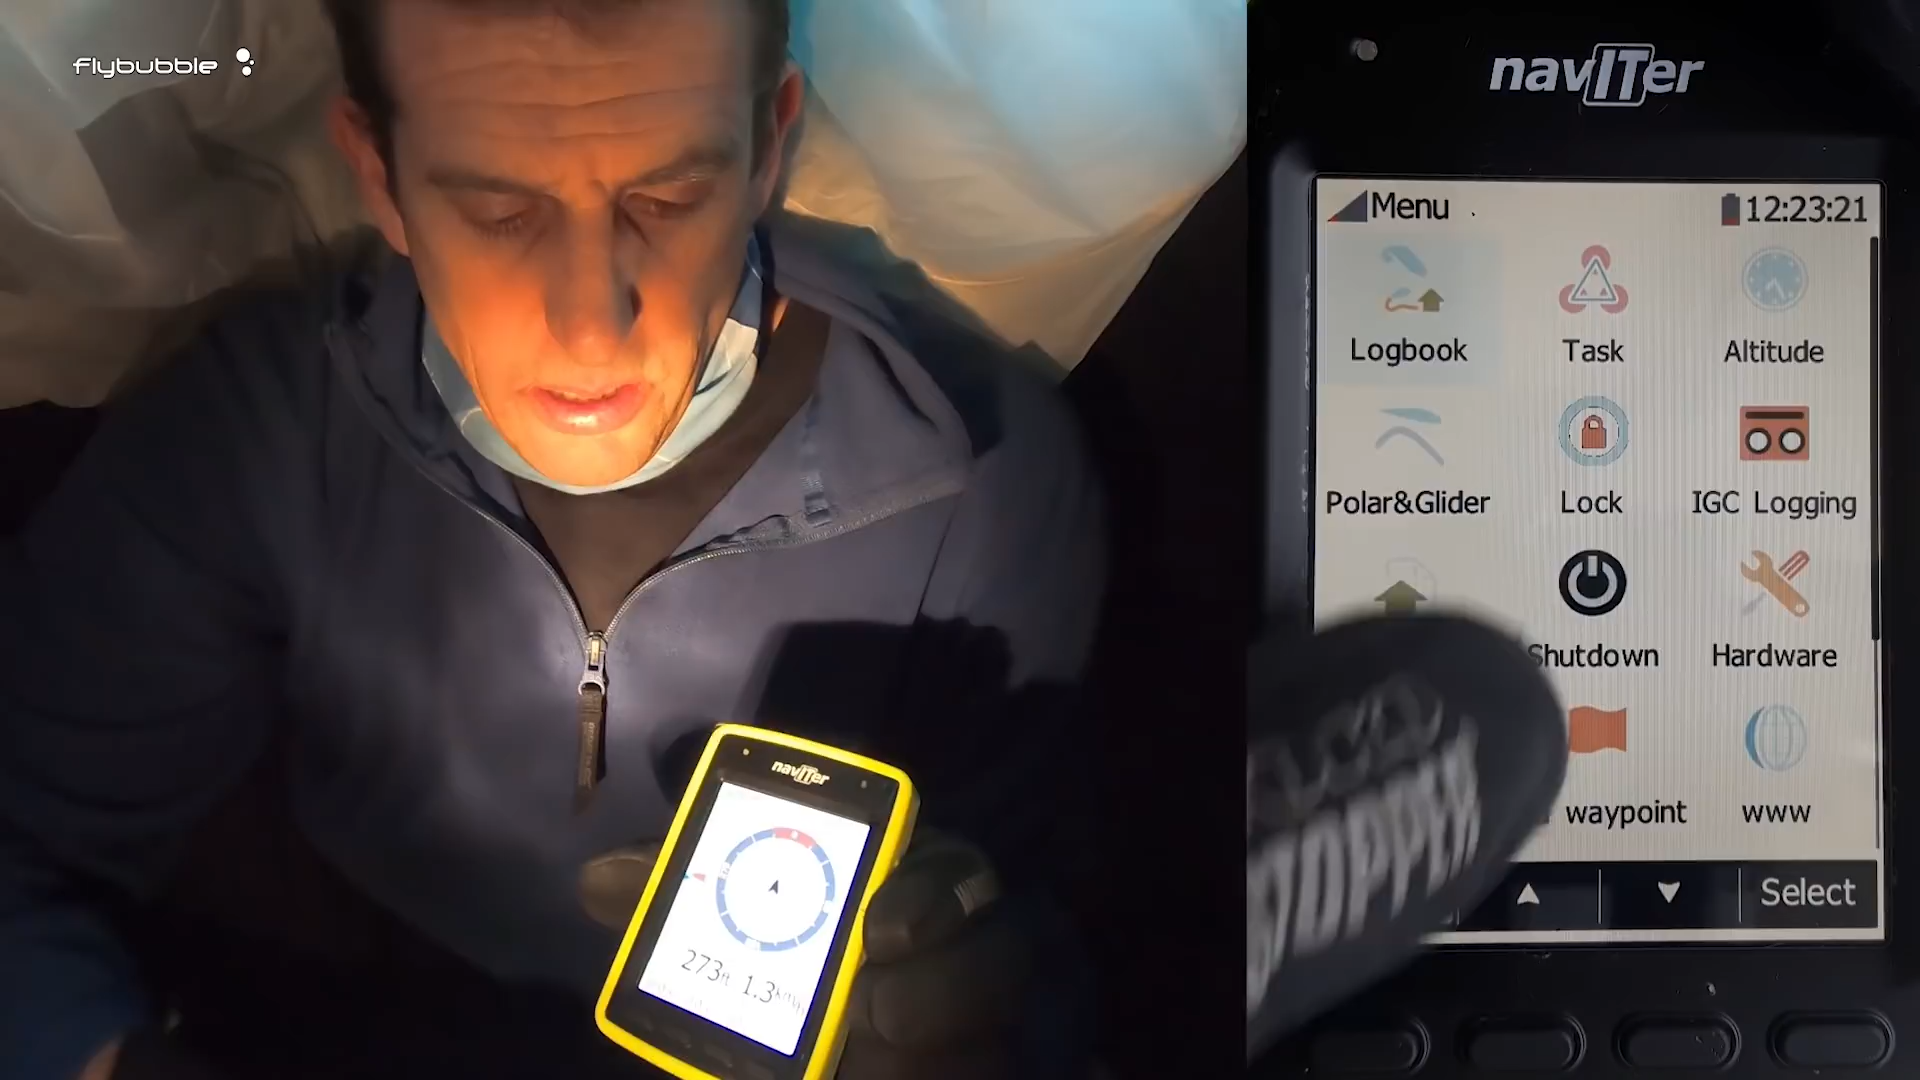 flybubble
navITer
273ft 1.3km/h
navITer
Menu 12:23:21
Logbook Task Altitude
Polar&Glider Lock IGC Logging
Shutdown Hardware
waypoint www
Select